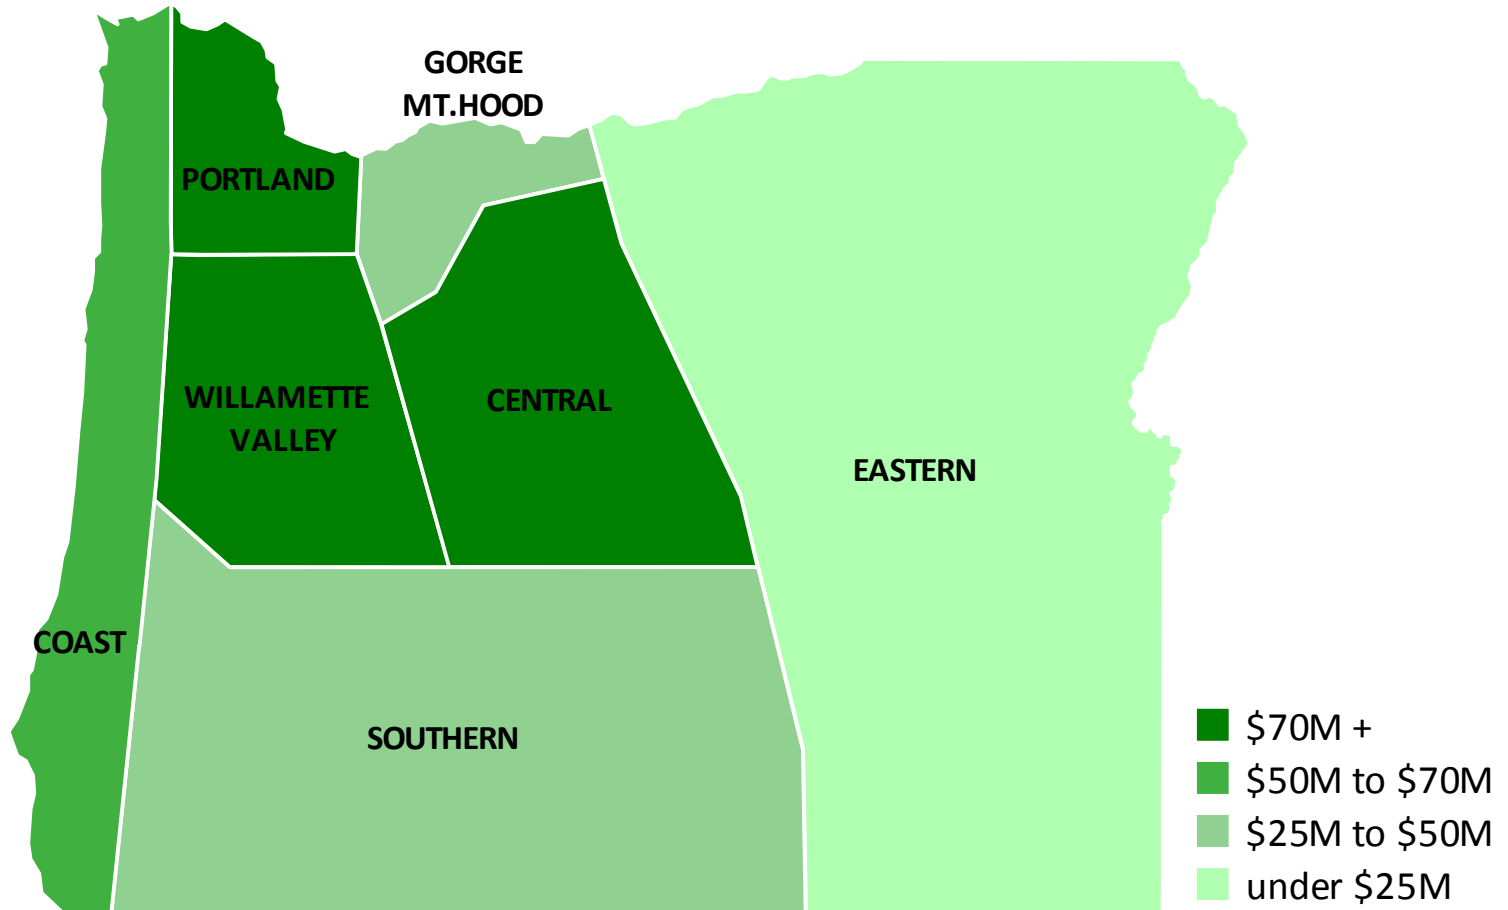 GORGE
MT.HOOD
PORTLAND
WILLAMETTE
VALLEY
CENTRAL
EASTERN
COAST
SOUTHERN
$70M +
$50M to $70M
$25M to $50M
under $25M